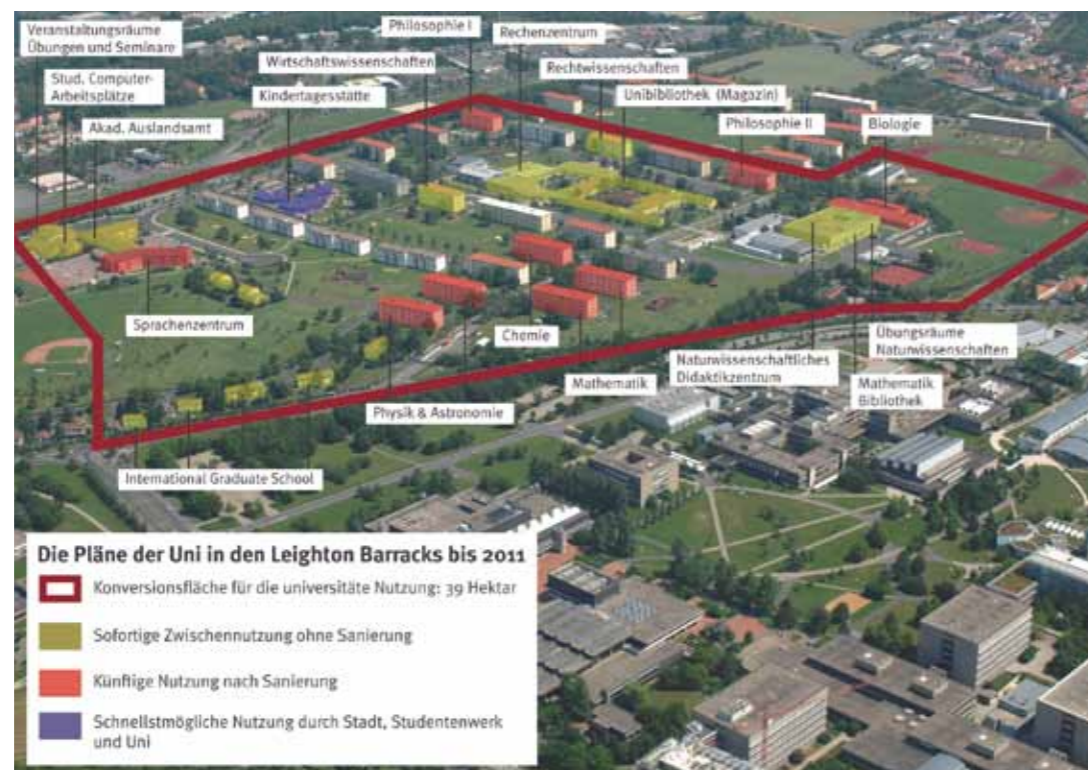 Veranstaltungsräume
Übungen und Seminare
Stud. Computer-
Arbeitsplätze
Akad. Auslandsamt
Philosophie I
Wirtschaftswissenschaften
Kindertagesstätte
Rechenzentrum
Rechtwissenschaften
Unibibliothek (Magazin)
Philosophie II
Biologie
Sprachenzentrum
Chemie
Mathematik
Physik & Astronomie
International Graduate School
Naturwissenschaftliches
Didaktikzentrum
Übungsräume
Naturwissenschaften
Mathematik
Bibliothek
Die Pläne der Uni in den Leighton Barracks bis 2011
Konversionsfläche für die universitäte Nutzung: 39 Hektar
Sofortige Zwischennutzung ohne Sanierung
Künftige Nutzung nach Sanierung
Schnellstmögliche Nutzung durch Stadt, Studentenwerk
und Uni